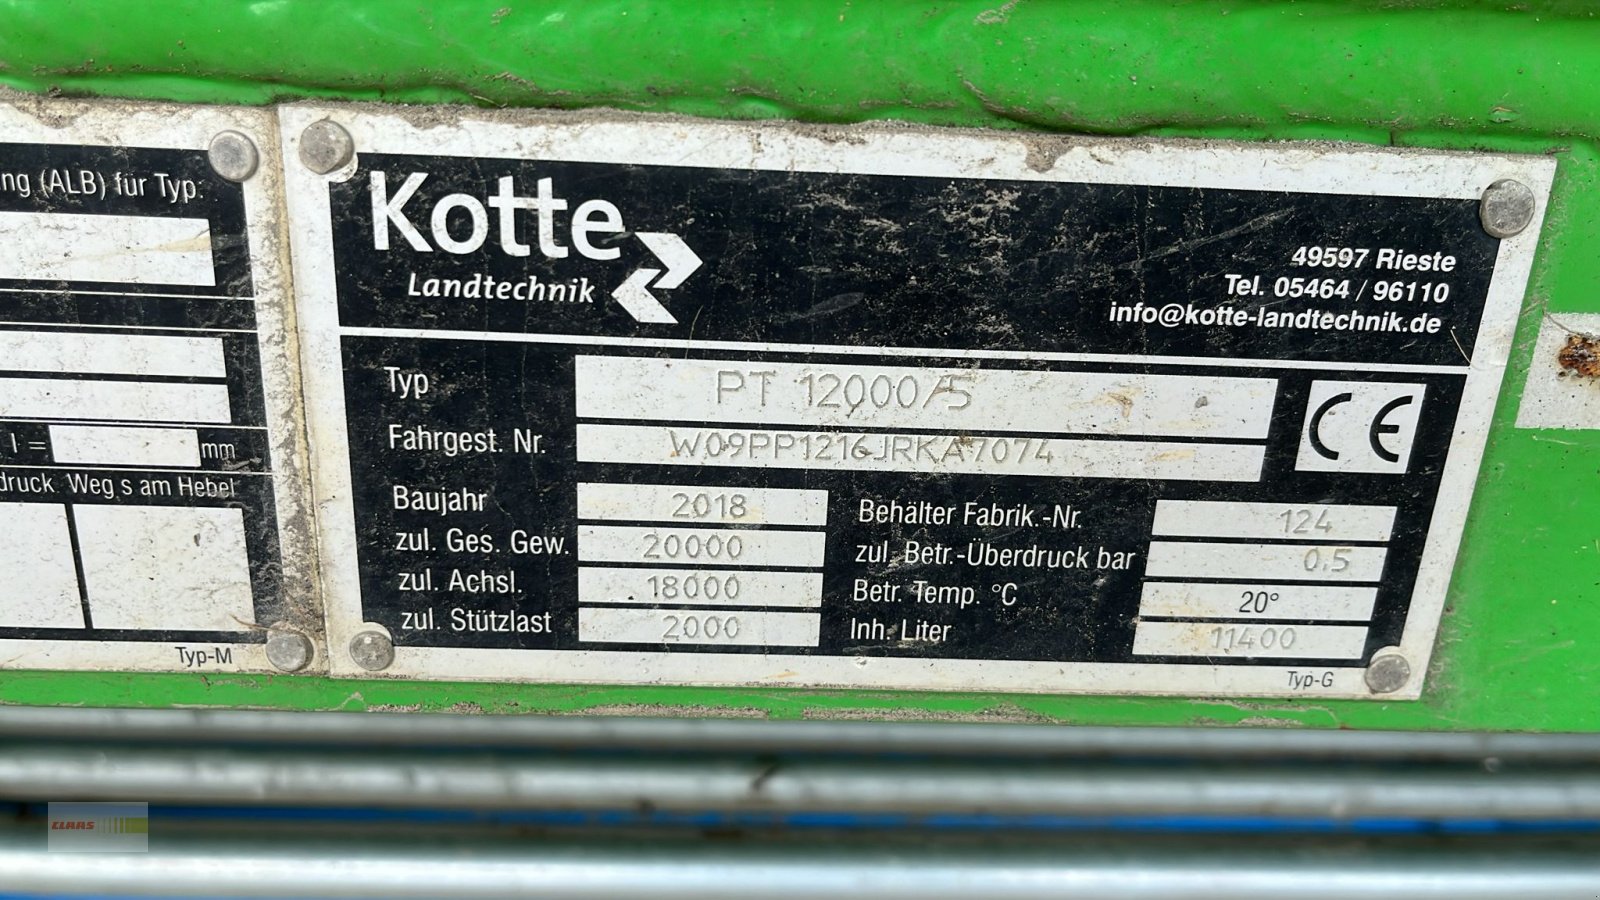 ng (ALB) für Typ:
l = mm
druck. Weg s am Hebel
Typ-M
Kotte
Landtechnik
49597 Rieste
Tel. 05464 / 96110
info@kotte-landtechnik.de
Typ PT 12000/5
Fahrgest. Nr. W09PP1216JRKA7074
CE
Baujahr 2018
zul. Ges. Gew. 20000
zul. Achsl. 18000
zul. Stützlast 2000
Behälter Fabrik.-Nr. 124
zul. Betr.-Überdruck bar 0.5
Betr. Temp. °C 20°
Inh. Liter 11400
Typ-G
CLAAS